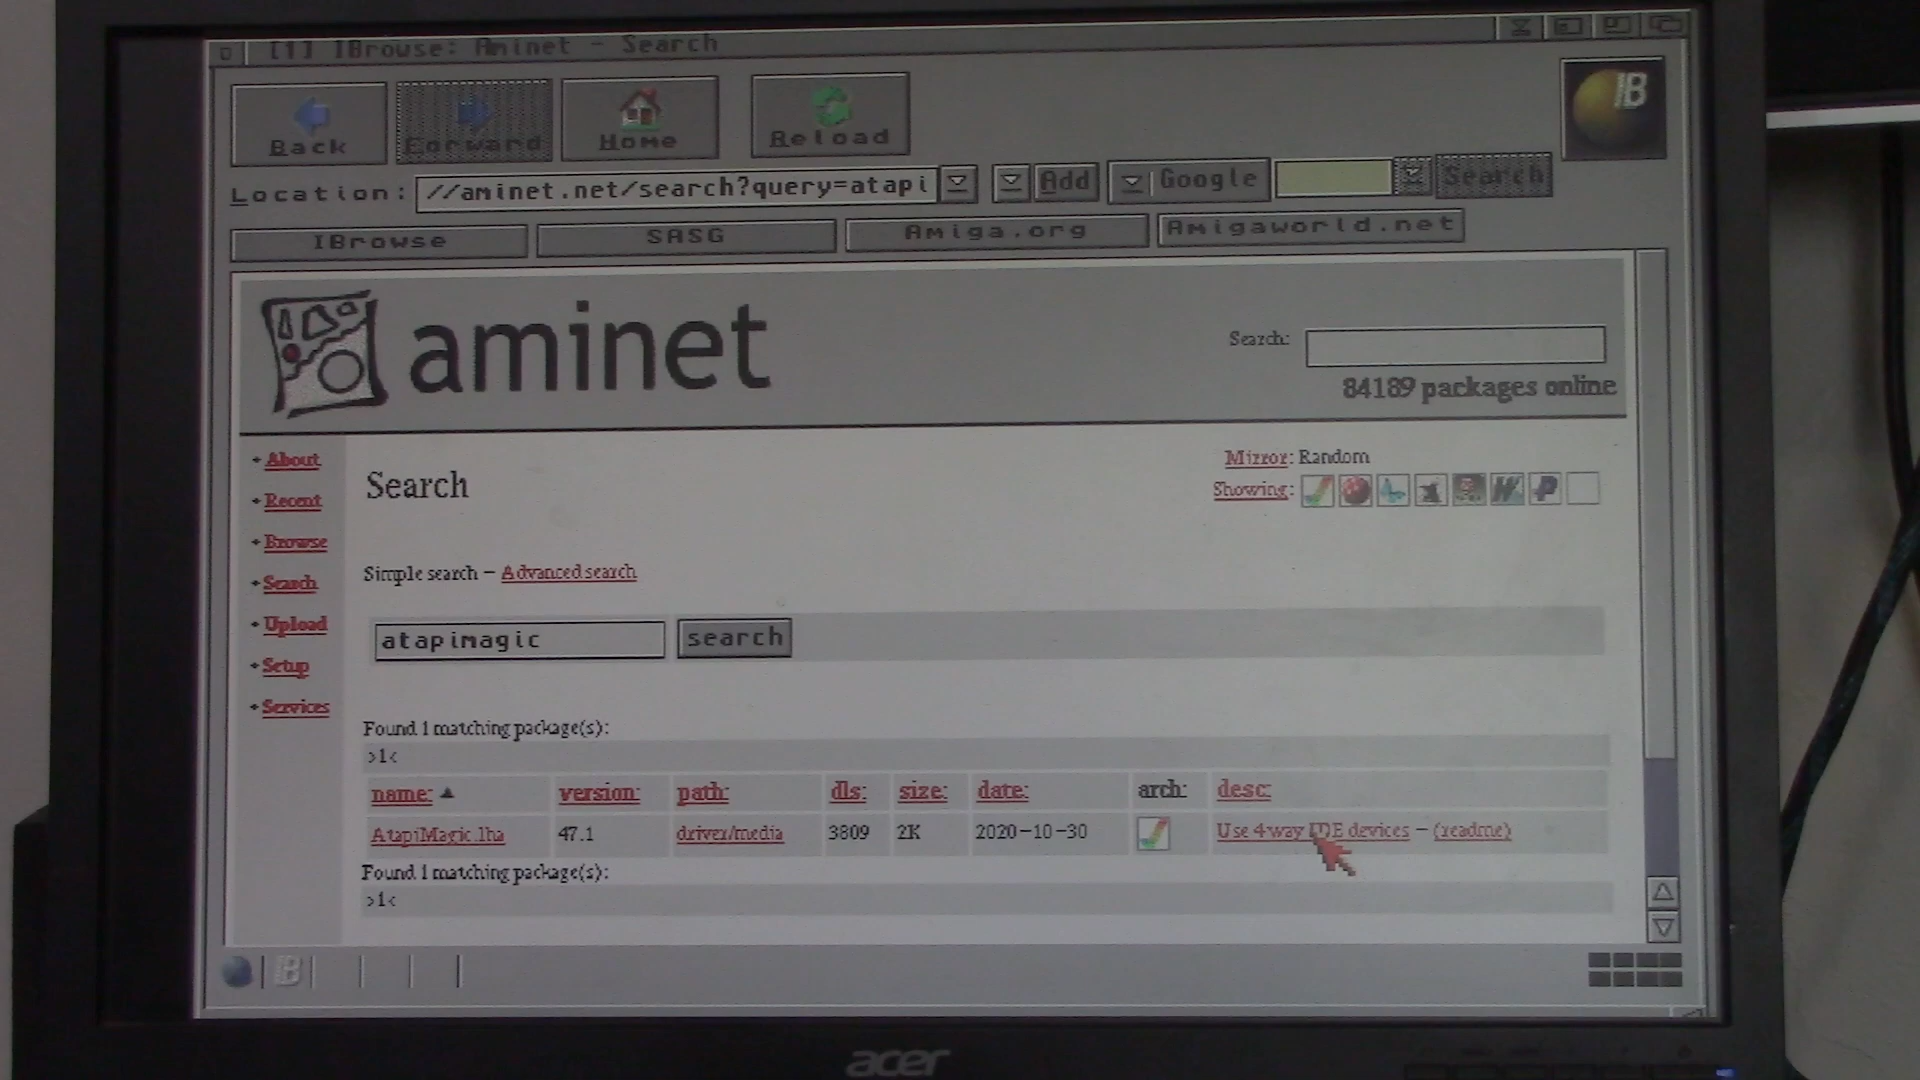 [1] IBrowse: Aminet - Search
Back
Forward
Home
Reload
IB
Location: //aminet.net/search?query=atapi
Add
Google
Search
IBrowse
SASG
Amiga.org
Amigaworld.net
aminet
Search:
84189 packages online
About
Recent
Browse
Search
Upload
Setup
Services
Search
Mirror: Random
Showing:
Simple search – Advanced search
atapimagic
search
Found 1 matching package(s):
>1<
name: ▲ version: path: dls: size: date: arch: desc:
AtapiMagic.lha 47.1 driver/media 3809 2K 2020-10-30 Use 4way IDE devices – (readme)
Found 1 matching package(s):
>1<
IB
acer